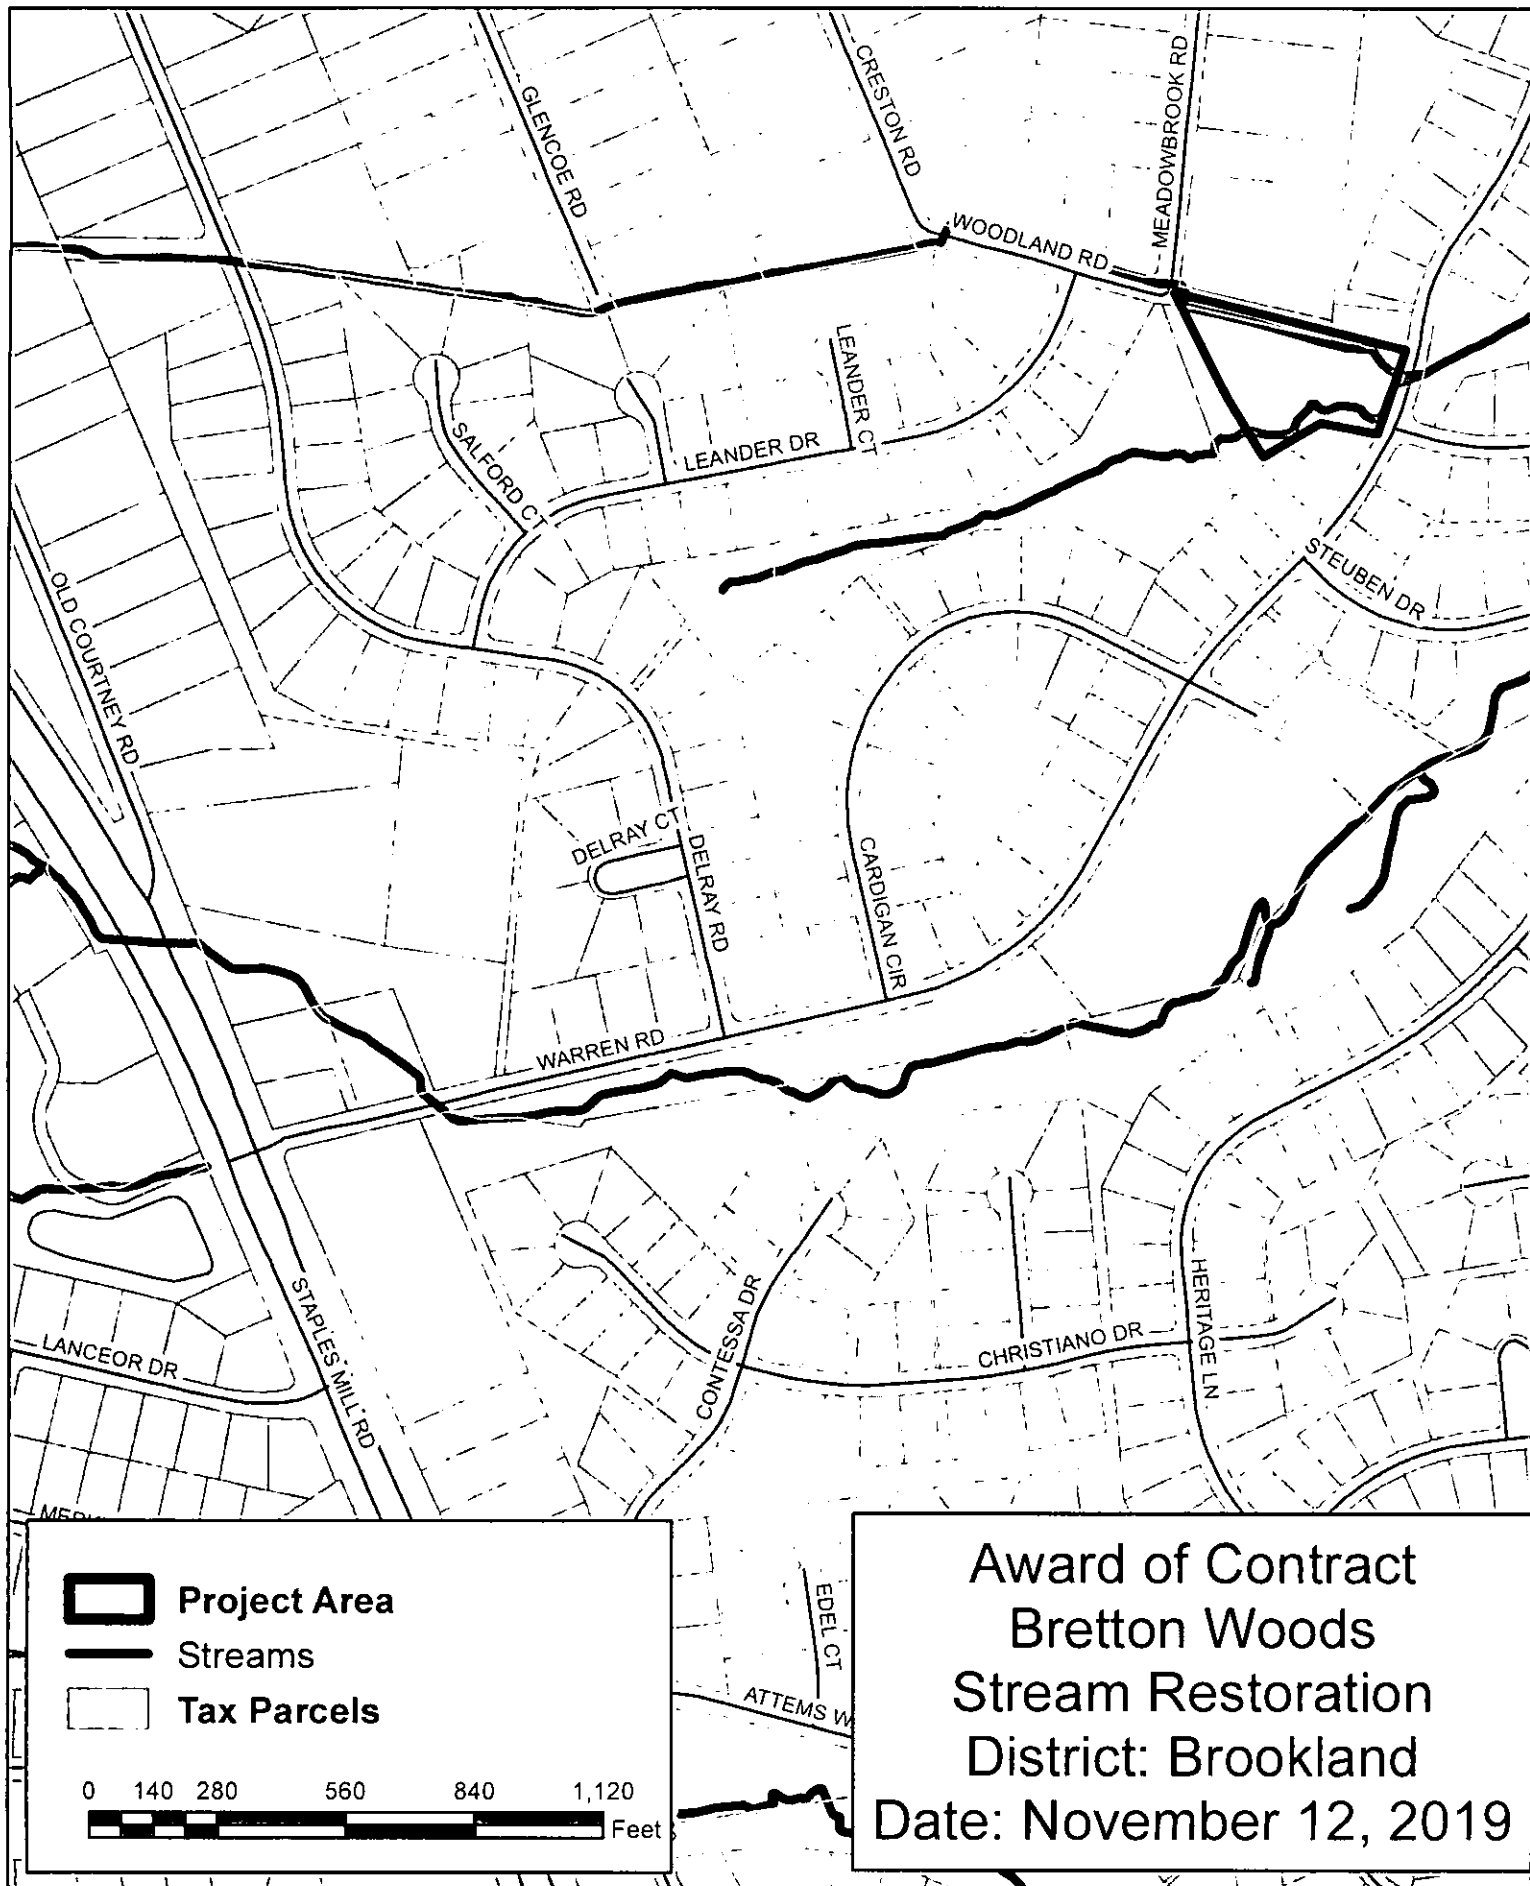 GLENCOE RD
CRESTON RD
MEADOWBROOK RD
WOODLAND RD
LEANDER CT
LEANDER DR
SALFORD CT
OLD COURTNEY RD
STEUBEN DR
DELRAY CT
DELRAY RD
CARDIGAN CIR
WARREN RD
STAPLES MILL RD
LANCEOR DR
CONTESSA DR
CHRISTIANO DR
HERITAGE LN
EDEL CT
ATTEMS W
Project Area
Streams
Tax Parcels
0 140 280 560 840 1,120
Feet
Award of Contract
Bretton Woods
Stream Restoration
District: Brookland
Date: November 12, 2019